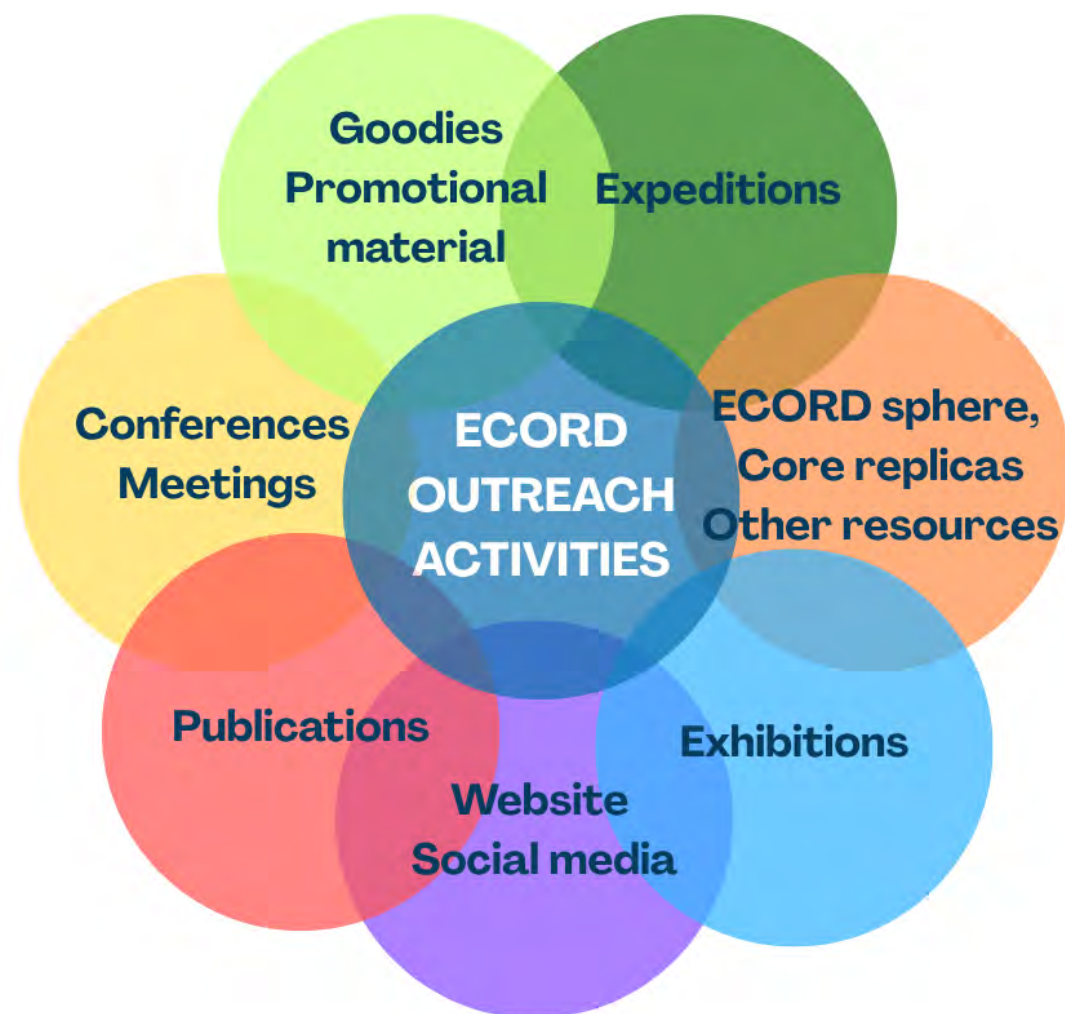 Goodies
Promotional
material
Expeditions
Conferences
Meetings
ECORD
OUTREACH
ACTIVITIES
ECORD sphere,
Core replicas
Other resources
Publications
Exhibitions
Website
Social media